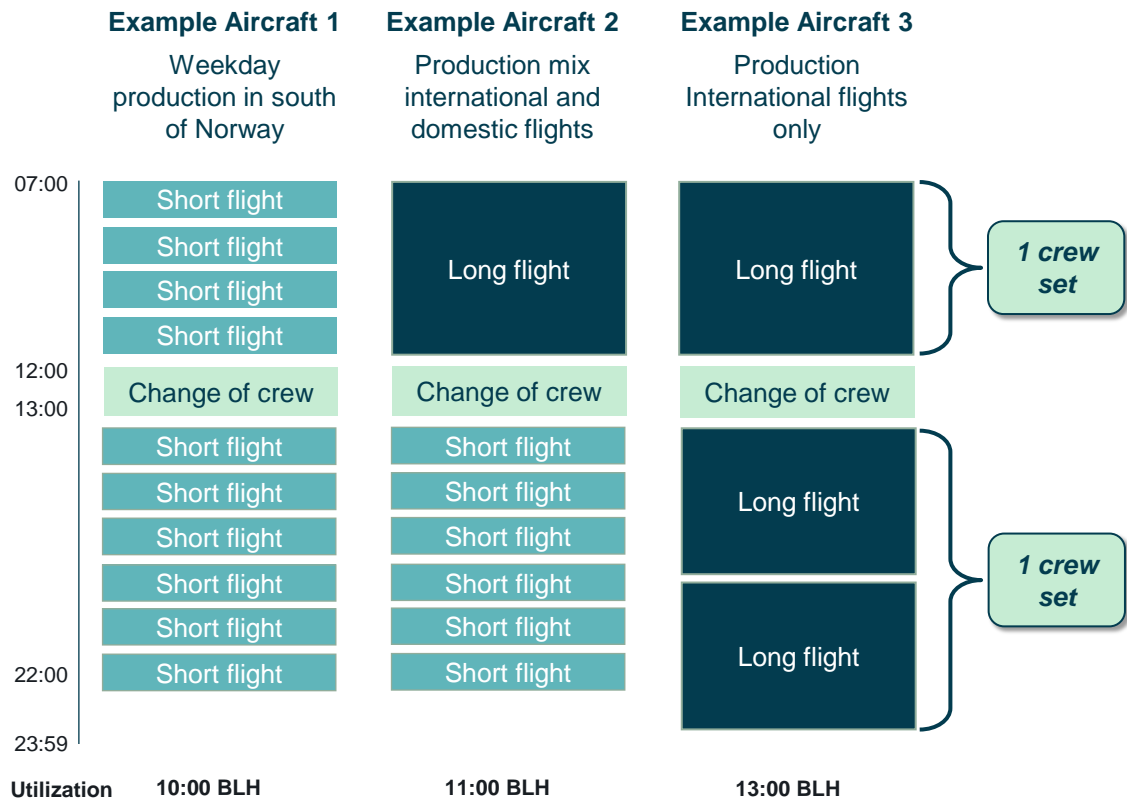 Example Aircraft 1
Weekday
production in south
of Norway
Example Aircraft 2
Production mix
international and
domestic flights
Example Aircraft 3
Production
International flights
only
07:00
12:00
13:00
22:00
23:59
Short flight
Short flight
Short flight
Short flight
Change of crew
Short flight
Short flight
Short flight
Short flight
Short flight
Short flight
Long flight
Change of crew
Short flight
Short flight
Short flight
Short flight
Short flight
Short flight
Long flight
Change of crew
Long flight
Long flight
1 crew
set
1 crew
set
Utilization
10:00 BLH
11:00 BLH
13:00 BLH